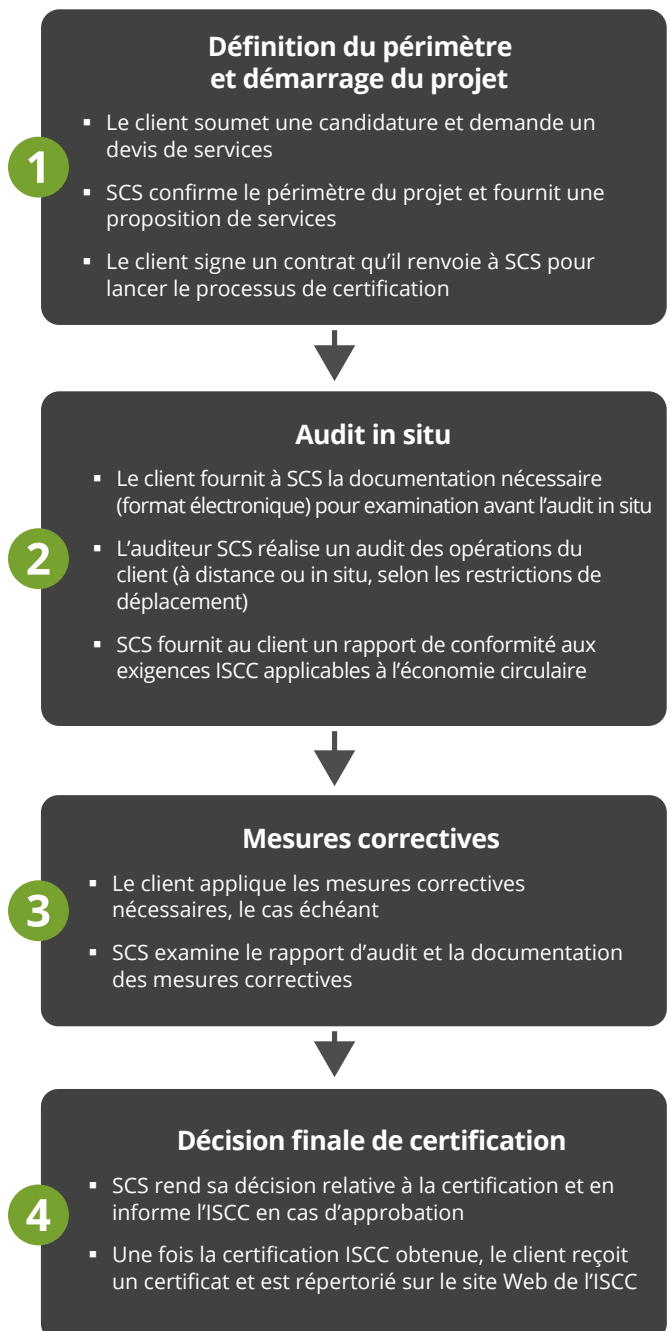 Définition du périmètre
et démarrage du projet
1
▪ Le client soumet une candidature et demande un
devis de services
▪ SCS confirme le périmètre du projet et fournit une
proposition de services
▪ Le client signe un contrat qu’il renvoie à SCS pour
lancer le processus de certification
Audit in situ
2
▪ Le client fournit à SCS la documentation nécessaire
(format électronique) pour examination avant l’audit in situ
▪ L’auditeur SCS réalise un audit des opérations du
client (à distance ou in situ, selon les restrictions de
déplacement)
▪ SCS fournit au client un rapport de conformité aux
exigences ISCC applicables à l’économie circulaire
Mesures correctives
3
▪ Le client applique les mesures correctives
nécessaires, le cas échéant
▪ SCS examine le rapport d’audit et la documentation
des mesures correctives
Décision finale de certification
4
▪ SCS rend sa décision relative à la certification et en
informe l’ISCC en cas d’approbation
▪ Une fois la certification ISCC obtenue, le client reçoit
un certificat et est répertorié sur le site Web de l’ISCC